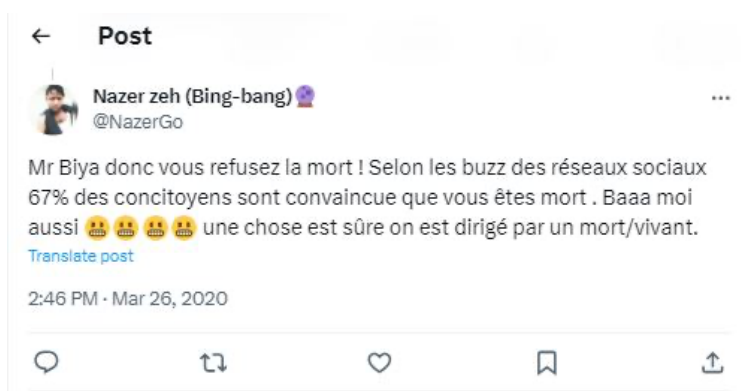 Post
Nazer zeh (Bing-bang)🔮
@NazerGo
Mr Biya donc vous refusez la mort ! Selon les buzz des réseaux sociaux
67% des concitoyens sont convaincue que vous êtes mort . Baaa moi
aussi 😬😬😬😬 une chose est sûre on est dirigé par un mort/vivant.
Translate post
2:46 PM · Mar 26, 2020